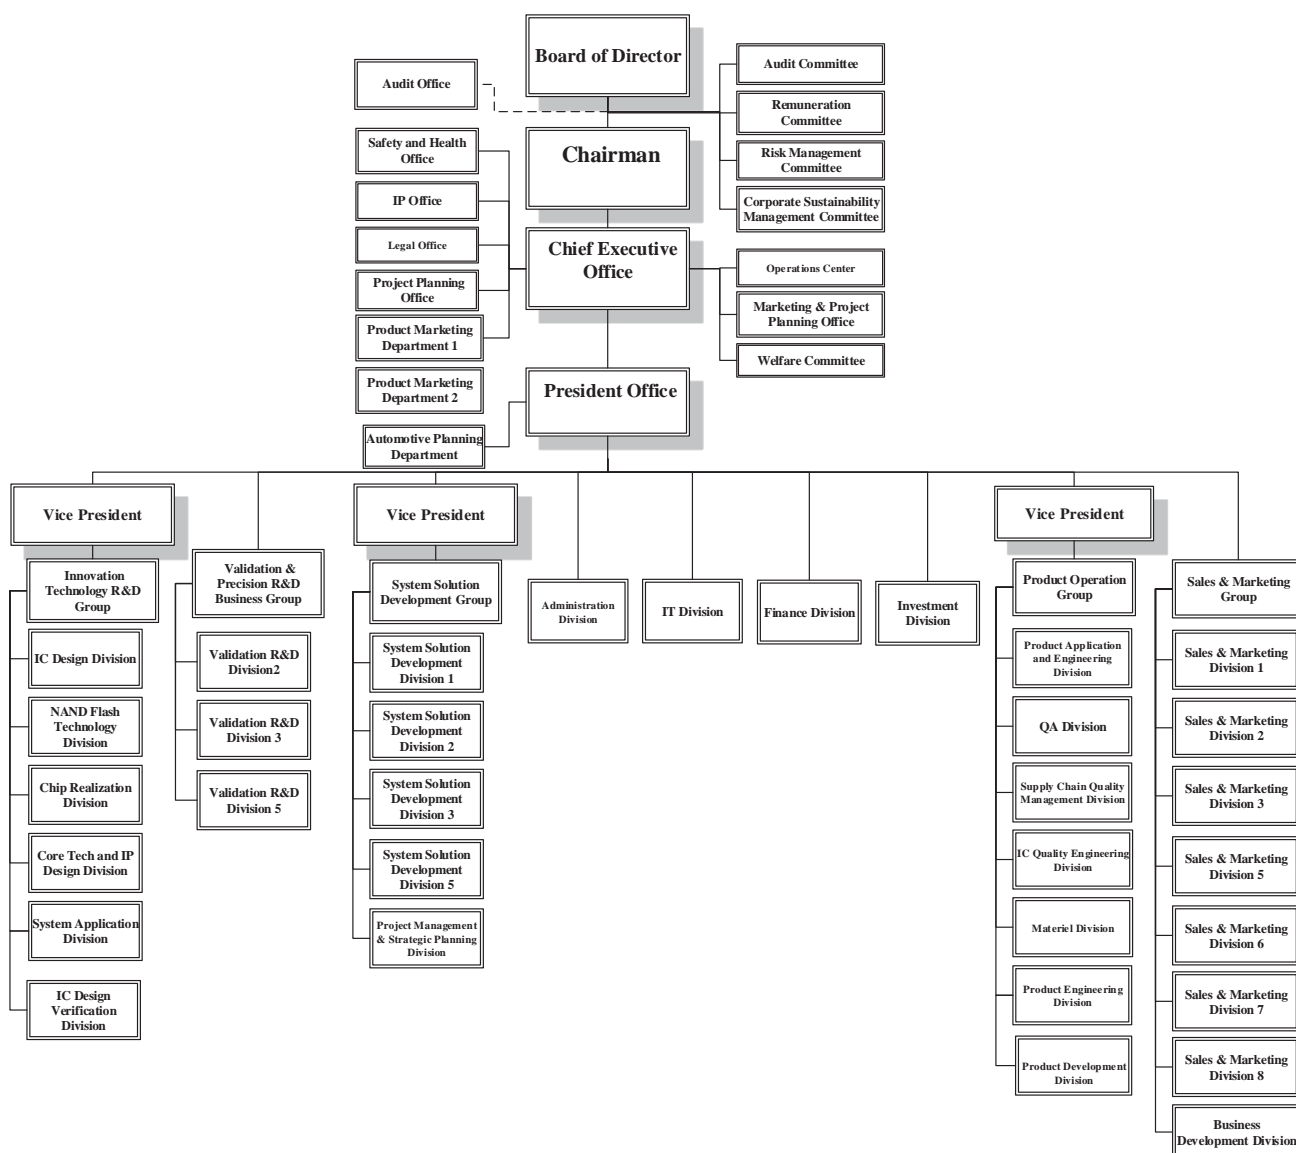 Board of Director
Audit Office
Audit Committee
Remuneration
Committee
Chairman
Safety and Health
Office
Risk Management
Committee
IP Office
Corporate Sustainability
Management Committee
Chief Executive
Office
Legal Office
Operations Center
Project Planning
Office
Marketing & Project
Planning Office
Product Marketing
Department 1
Welfare Committee
Product Marketing
Department 2
President Office
Automotive Planning
Department
Vice President
Vice President
Vice President
Innovation
Technology R&D
Group
Validation &
Precision R&D
Business Group
System Solution
Development Group
Administration
Division
IT Division
Finance Division
Investment
Division
Product Operation
Group
Sales & Marketing
Group
IC Design Division
NAND Flash
Technology
Division
Chip Realization
Division
Core Tech and IP
Design Division
System Application
Division
IC Design
Verification
Division
Validation R&D
Division2
Validation R&D
Division 3
Validation R&D
Division 5
System Solution
Development
Division 1
System Solution
Development
Division 2
System Solution
Development
Division 3
System Solution
Development
Division 5
Project Management
& Strategic Planning
Division
Product Application
and Engineering
Division
QA Division
Supply Chain Quality
Management Division
IC Quality Engineering
Division
Materiel Division
Product Engineering
Division
Product Development
Division
Sales & Marketing
Division 1
Sales & Marketing
Division 2
Sales & Marketing
Division 3
Sales & Marketing
Division 5
Sales & Marketing
Division 6
Sales & Marketing
Division 7
Sales & Marketing
Division 8
Business
Development Division